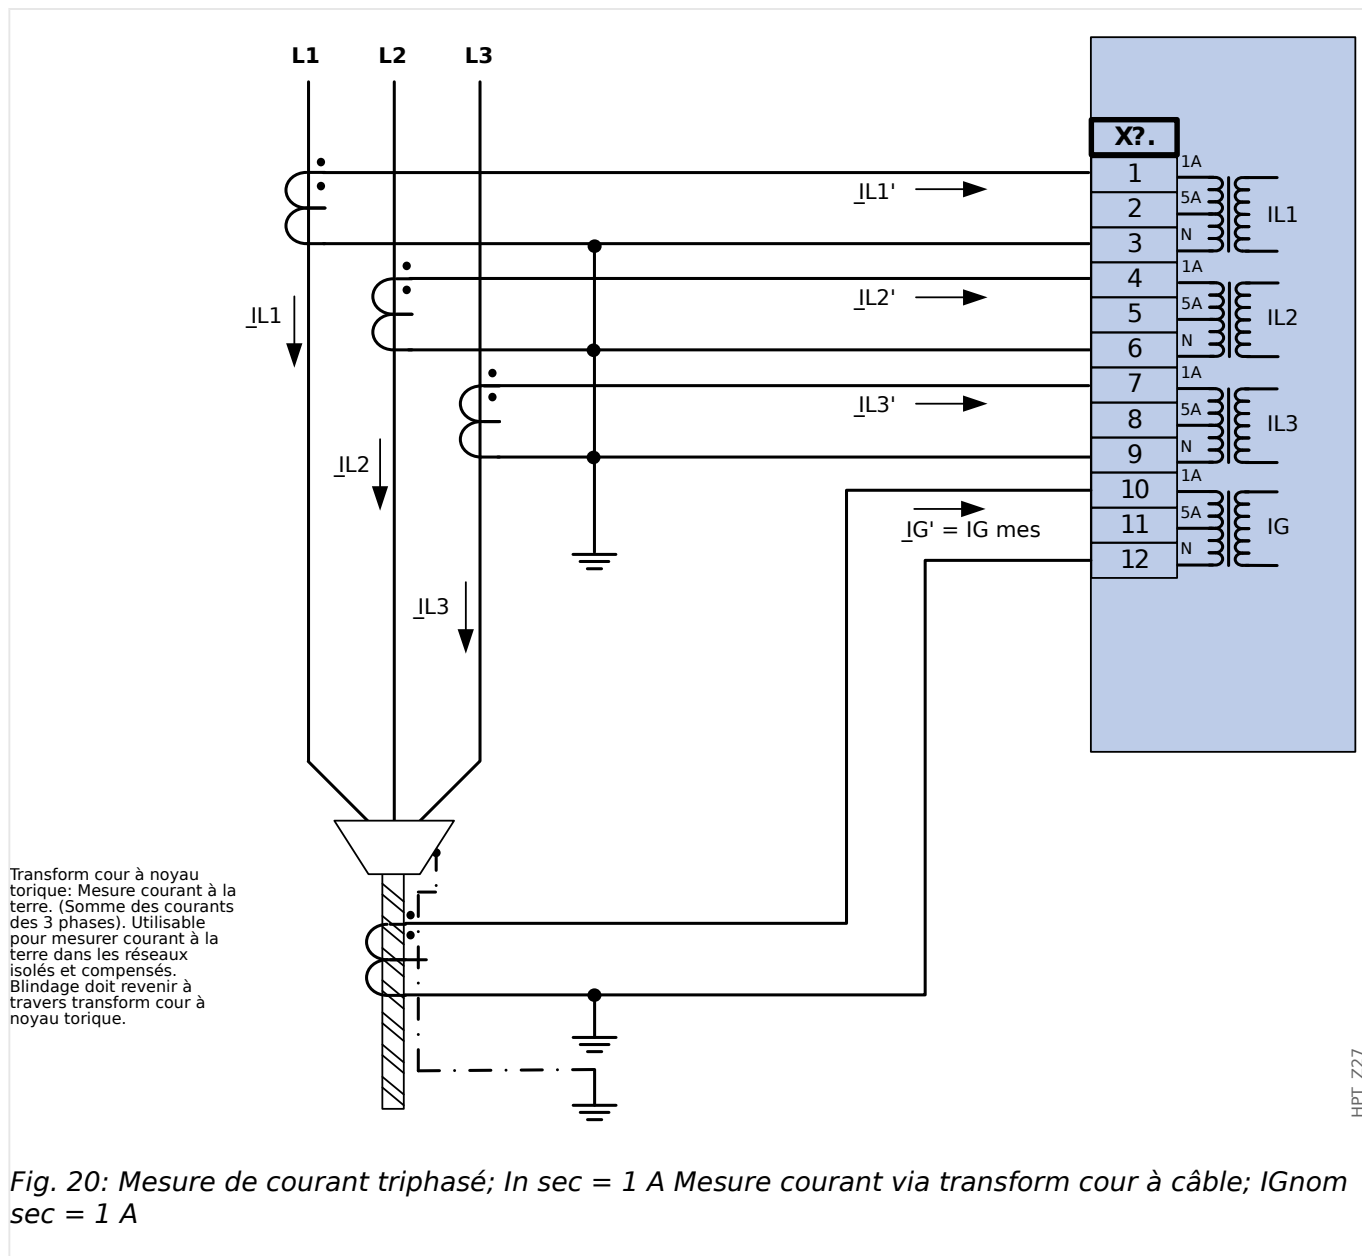 L1 L2 L3
X?.
1 1A
2 5A
3 N
IL1
4 1A
5 5A
6 N
IL2
7 1A
8 5A
9 N
IL3
10 1A
11 5A
12 N
IG
IL1'
IL2'
IL3'
IG' = IG mes
IL1
IL2
IL3
Transform cour à noyau
torique: Mesure courant à la
terre. (Somme des courants
des 3 phases). Utilisable
pour mesurer courant à la
terre dans les réseaux
isolés et compensés.
Blindage doit revenir à
travers transform cour à
noyau torique.
HPT_Z27
Fig. 20: Mesure de courant triphasé; In sec = 1 A Mesure courant via transform cour à câble; IGnom
sec = 1 A